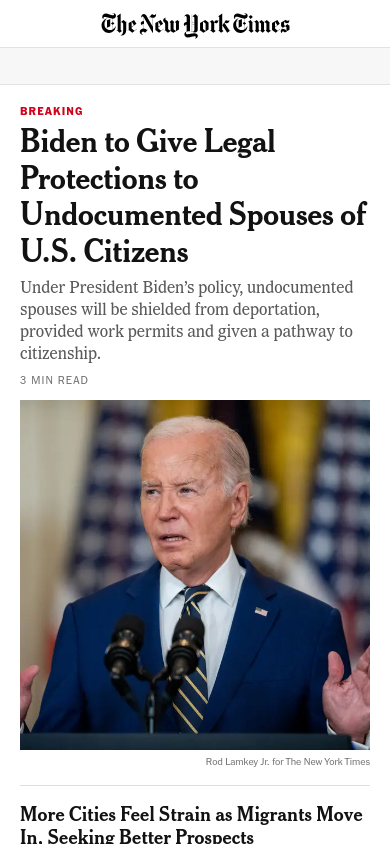 The New York Times
BREAKING
Biden to Give Legal
Protections to
Undocumented Spouses of
U.S. Citizens
Under President Biden’s policy, undocumented
spouses will be shielded from deportation,
provided work permits and given a pathway to
citizenship.
3 MIN READ
Rod Lamkey Jr. for The New York Times
More Cities Feel Strain as Migrants Move
In, Seeking Better Prospects